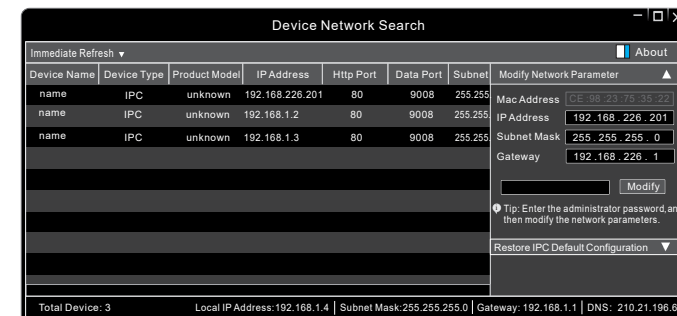 Device Network Search
Immediate Refresh ▼ About
Device Name Device Type Product Model IP Address Http Port Data Port Subnet Modify Network Parameter ▲
name IPC unknown 192.168.226.201 80 9008 255.255
name IPC unknown 192.168.1.2 80 9008 255.255.
name IPC unknown 192.168.1.3 80 9008 255.255
Mac Address CE :98 :23 :75 :35 :22
IP Address 192 .168 . 226 . 201
Subnet Mask 255 . 255 . 255 . 0
Gateway 192 .168 . 226 . 1
Modify
Tip: Enter the administrator password, an
then modify the network parameters.
Restore IPC Default Configuration ▼
Total Device: 3 Local IP Address:192.168.1.4 Subnet Mask:255.255.255.0 Gateway: 192.168.1.1 DNS: 210.21.196.6